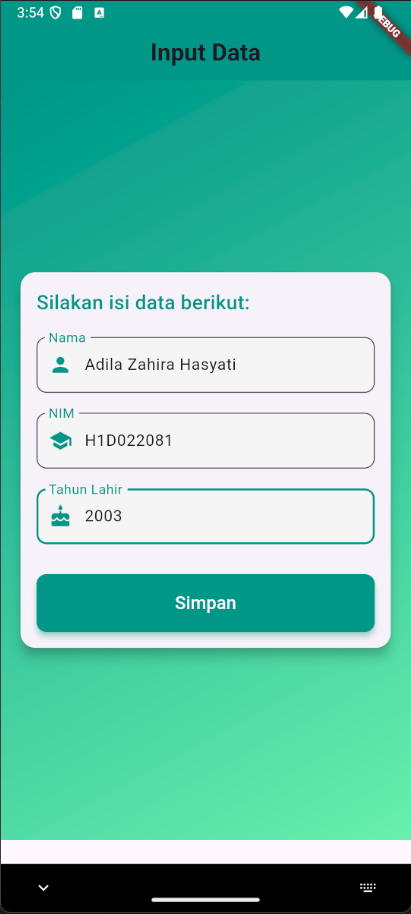 3:54
DEBUG
Input Data
Silakan isi data berikut:
Nama
Adila Zahira Hasyati
NIM
H1D022081
Tahun Lahir
2003
Simpan